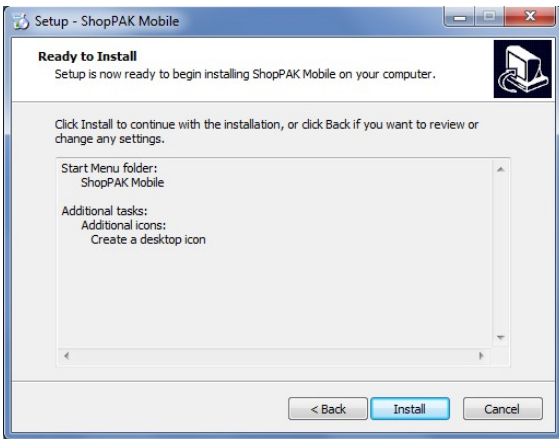 Setup - ShopPAK Mobile
Ready to Install
Setup is now ready to begin installing ShopPAK Mobile on your computer.
Click Install to continue with the installation, or click Back if you want to review or
change any settings.
Start Menu folder:
ShopPAK Mobile
Additional tasks:
Additional icons:
Create a desktop icon
< Back
Install
Cancel